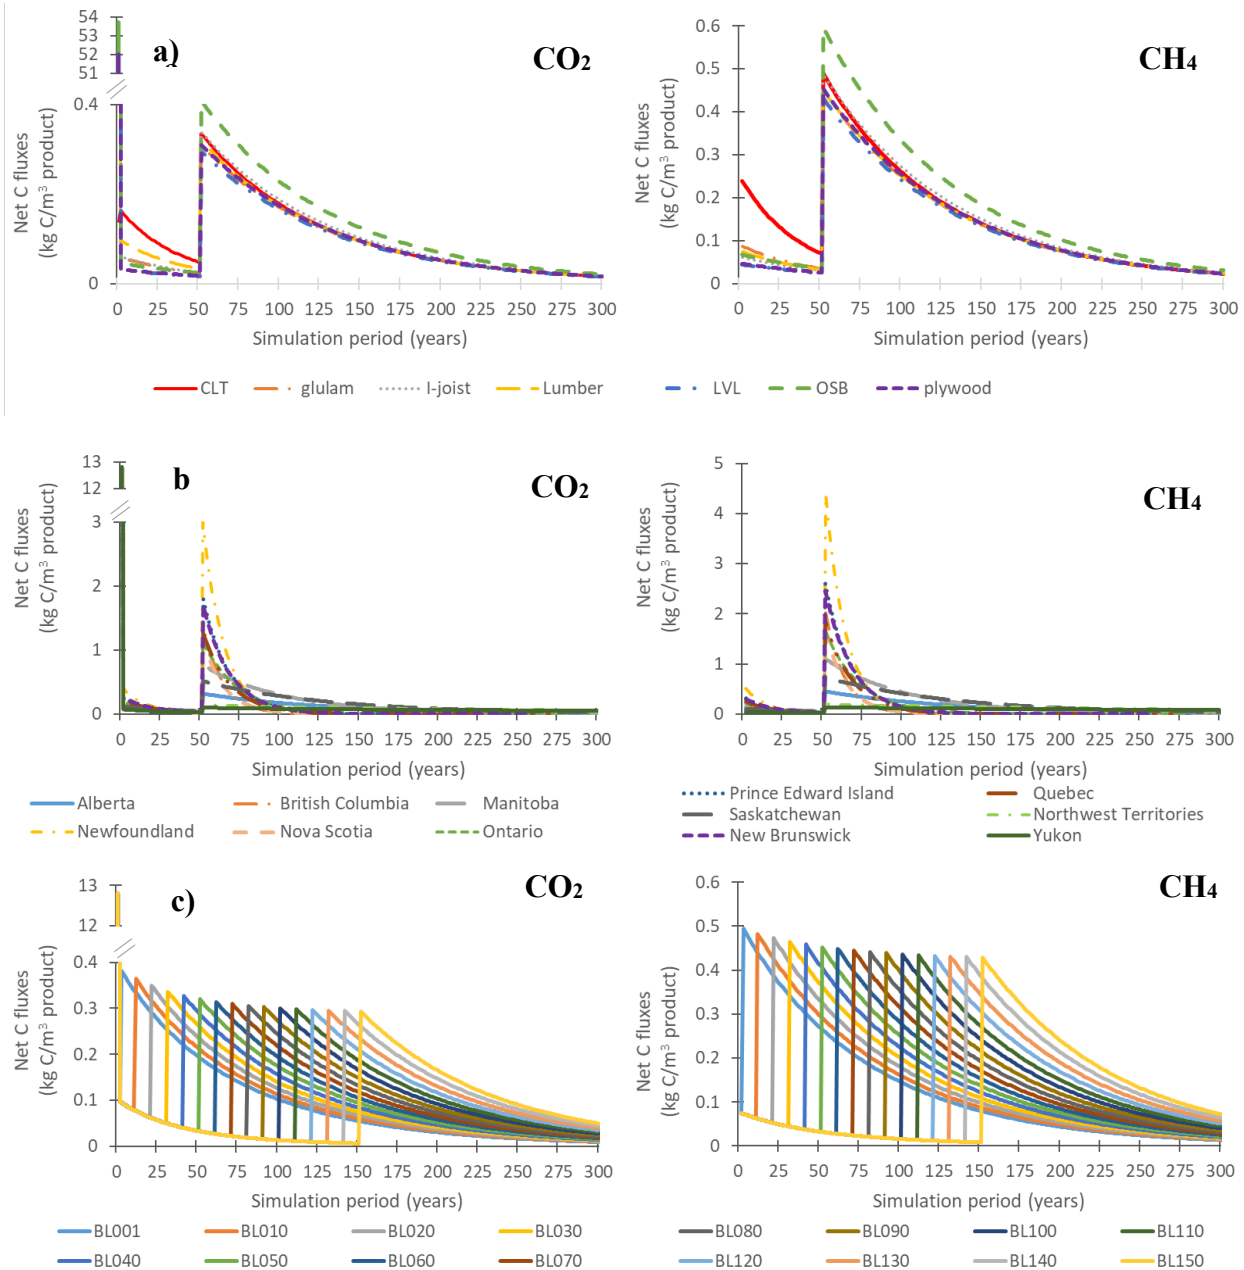 a)
CO2
54
53
52
51
0.4
0
Net C fluxes
(kg C/m³ product)
0 25 50 75 100 125 150 175 200 225 250 275 300
Simulation period (years)
CH4
0.6
0.5
0.4
0.3
0.2
0.1
0
Net C fluxes
(kg C/m³ product)
0 25 50 75 100 125 150 175 200 225 250 275 300
Simulation period (years)
CLT glulam I-joist Lumber LVL OSB plywood
b
CO2
13
12
3
2
1
0
Net C fluxes
(kg C/m³ product)
0 25 50 75 100 125 150 175 200 225 250 275 300
Simulation period (years)
CH4
5
4
3
2
1
0
Net C fluxes
(kg C/m³ product)
0 25 50 75 100 125 150 175 200 225 250 275 300
Simulation period (years)
Alberta British Columbia Manitoba
Newfoundland Nova Scotia Ontario
Prince Edward Island Quebec
Saskatchewan Northwest Territories
New Brunswick Yukon
c)
CO2
13
12
0.4
0.3
0.2
0.1
0
Net C fluxes
(kg C/m³ product)
0 25 50 75 100 125 150 175 200 225 250 275 300
Simulation period (years)
CH4
0.6
0.5
0.4
0.3
0.2
0.1
0
Net C fluxes
(kg C/m³ product)
0 25 50 75 100 125 150 175 200 225 250 275 300
Simulation period (years)
BL001 BL010 BL020 BL030
BL040 BL050 BL060 BL070
BL080 BL090 BL100 BL110
BL120 BL130 BL140 BL150